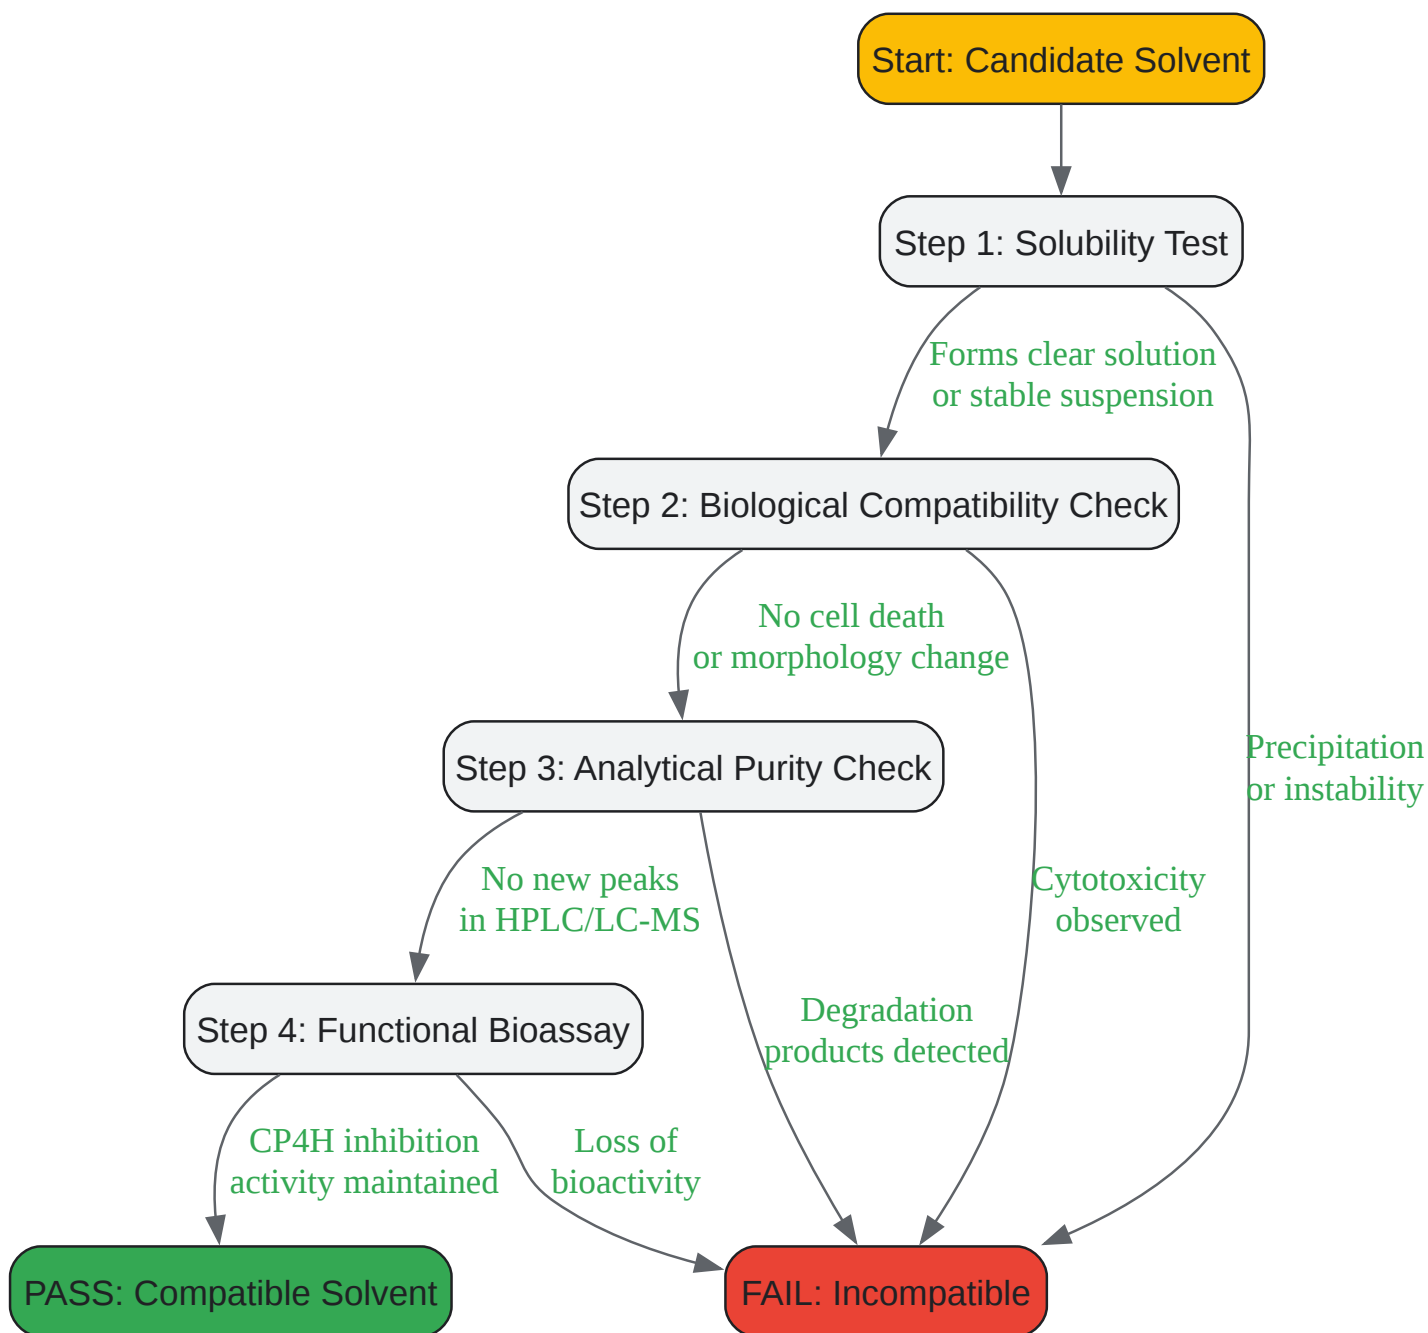 Start: Candidate Solvent
Step 1: Solubility Test
Forms clear solution
or stable suspension
Step 2: Biological Compatibility Check
No cell death
or morphology change
Step 3: Analytical Purity Check
Precipitation
or instability
No new peaks
in HPLC/LC-MS
Cytotoxicity
observed
Step 4: Functional Bioassay
Degradation
products detected
CP4H inhibition
activity maintained
Loss of
bioactivity
PASS: Compatible Solvent
FAIL: Incompatible